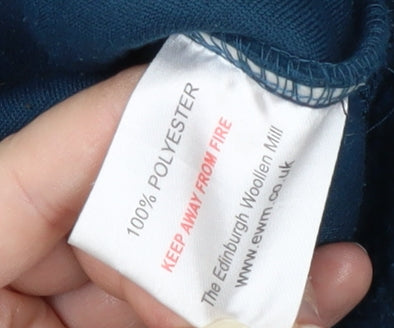 100% POLYESTER
KEEP AWAY FROM FIRE
The Edinburgh Woollen Mill
www.ewm.co.uk